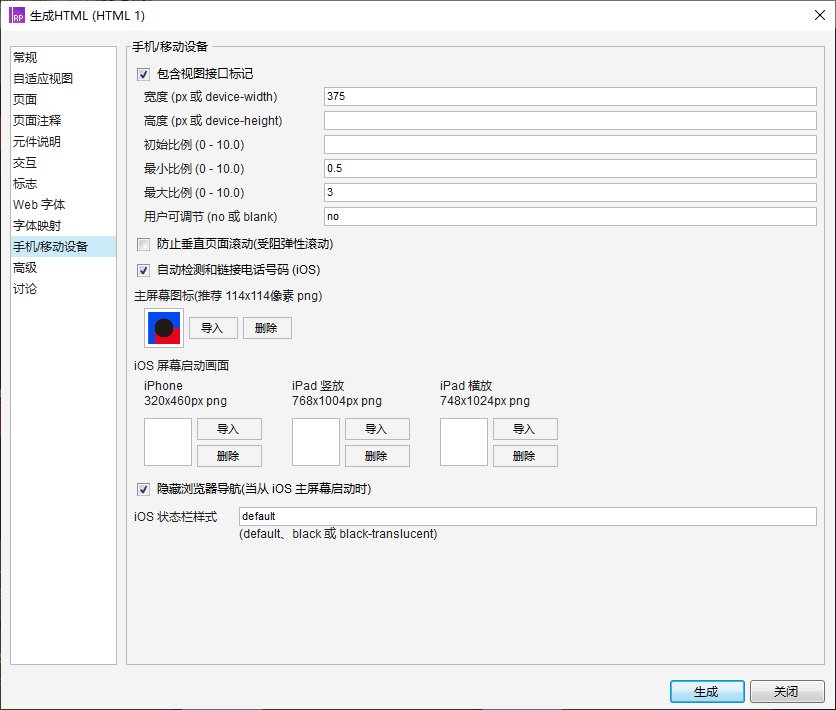 RP 生成HTML (HTML 1)
常规
自适应视图
页面
页面注释
元件说明
交互
标志
Web 字体
字体映射
手机/移动设备
高级
讨论
手机/移动设备
包含视图接口标记
宽度 (px 或 device-width) 375
高度 (px 或 device-height)
初始比例 (0 - 10.0)
最小比例 (0 - 10.0) 0.5
最大比例 (0 - 10.0) 3
用户可调节 (no 或 blank) no
防止垂直页面滚动(受阻弹性滚动)
自动检测和链接电话号码 (iOS)
主屏幕图标(推荐 114x114像素 png)
导入 删除
iOS 屏幕启动画面
iPhone iPad 竖放 iPad 横放
320x460px png 768x1004px png 748x1024px png
导入 导入 导入
删除 删除 删除
隐藏浏览器导航(当从 iOS 主屏幕启动时)
iOS 状态栏样式 default
(default、black 或 black-translucent)
生成 关闭